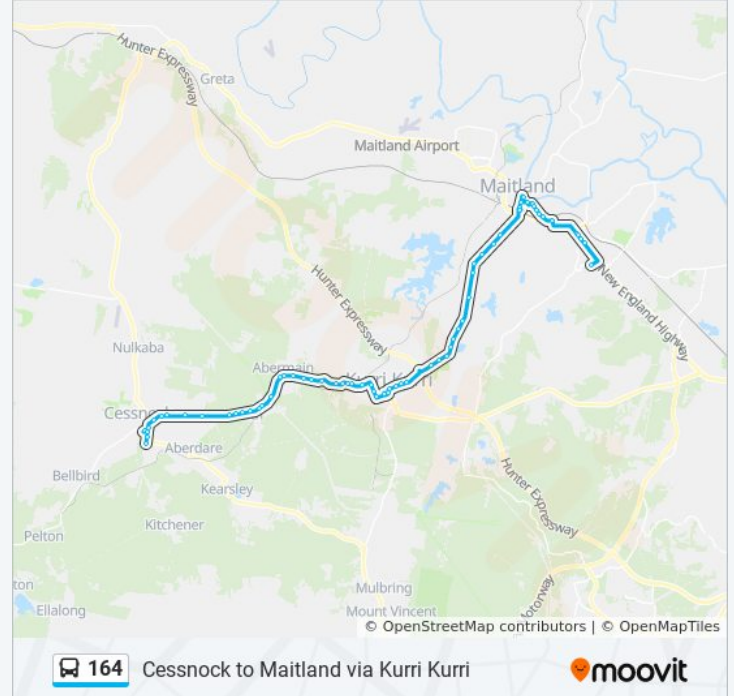 Hunter Expressway
Greta
Maitland Airport
Maitland
New England Highway
Hunter Expressway
Nulkaba
Abermain
Kurri Kurri
Cessnock
Aberdare
Bellbird
Kearsley
Hunter Expressway
Pelton
Kitchener
ton
Ellalong
Mulbring
Mount Vincent
otorway
© OpenStreetMap contributors | © OpenMapTiles
164 Cessnock to Maitland via Kurri Kurri
moovit